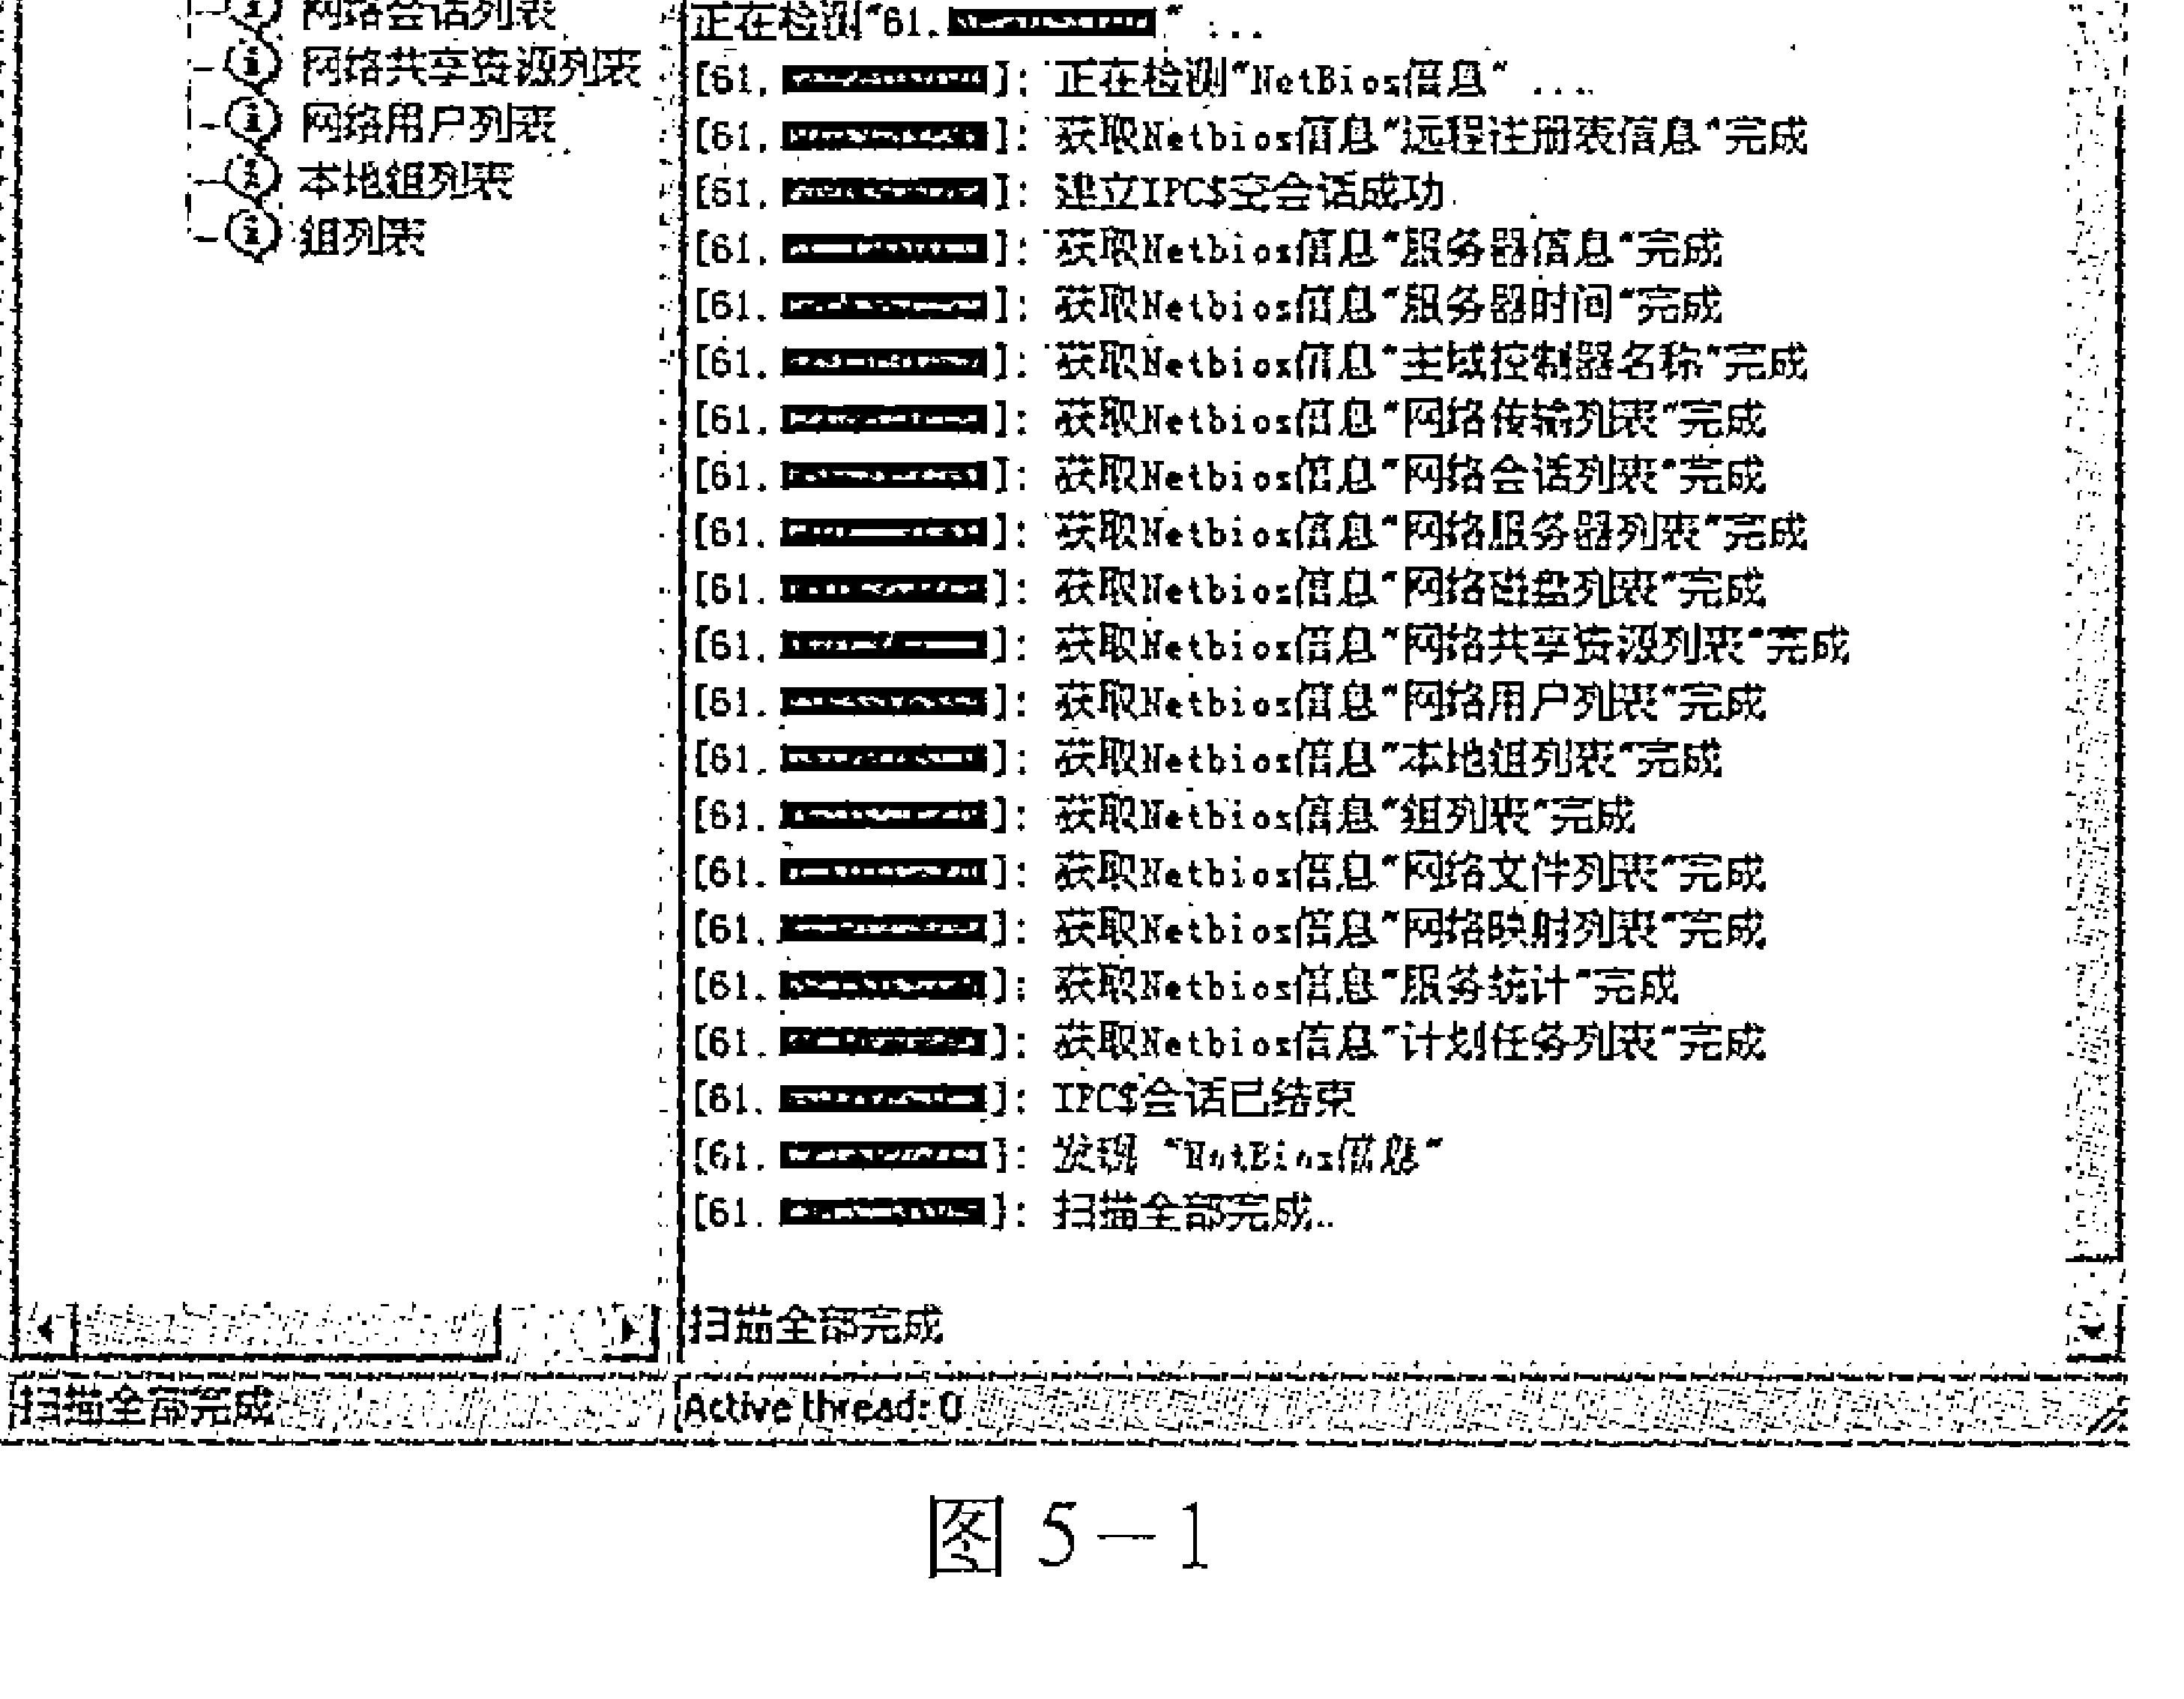 网络会话列表
网络共享资源列表
网络用户列表
本地组列表
组列表
正在检测"61. " ...
[61. ]: 正在检测"NetBios信息" ....
[61. ]: 获取Netbios信息"远程注册表信息"完成
[61. ]: 建立IPC$空会话成功
[61. ]: 获取Netbios信息"服务器信息"完成
[61. ]: 获取Netbios信息"服务器时间"完成
[61. ]: 获取Netbios信息"主域控制器名称"完成
[61. ]: 获取Netbios信息"网络传输列表"完成
[61. ]: 获取Netbios信息"网络会话列表"完成
[61. ]: 获取Netbios信息"网络服务器列表"完成
[61. ]: 获取Netbios信息"网络磁盘列表"完成
[61. ]: 获取Netbios信息"网络共享资源列表"完成
[61. ]: 获取Netbios信息"网络用户列表"完成
[61. ]: 获取Netbios信息"本地组列表"完成
[61. ]: 获取Netbios信息"组列表"完成
[61. ]: 获取Netbios信息"网络文件列表"完成
[61. ]: 获取Netbios信息"网络映射列表"完成
[61. ]: 获取Netbios信息"服务统计"完成
[61. ]: 获取Netbios信息"计划任务列表"完成
[61. ]: IPC$会话已结束
[61. ]: 发现 "NetBios信息"
[61. ]: 扫描全部完成..
扫描全部完成
扫描全部完成
Active thread: 0
图 5－1